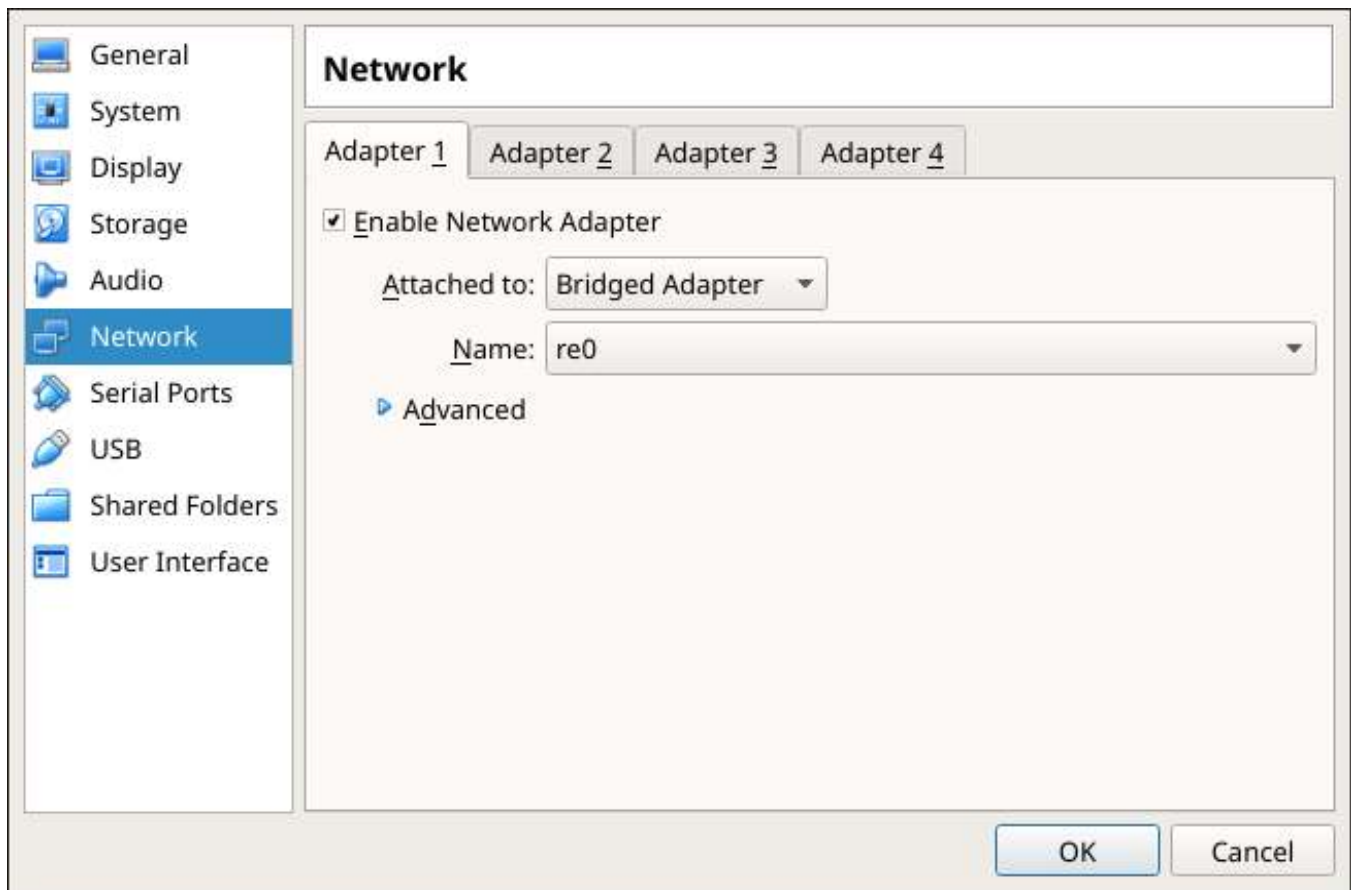 General
System
Display
Storage
Audio
Network
Serial Ports
USB
Shared Folders
User Interface
Network
Adapter 1 Adapter 2 Adapter 3 Adapter 4
Enable Network Adapter
Attached to: Bridged Adapter
Name: re0
Advanced
OK Cancel